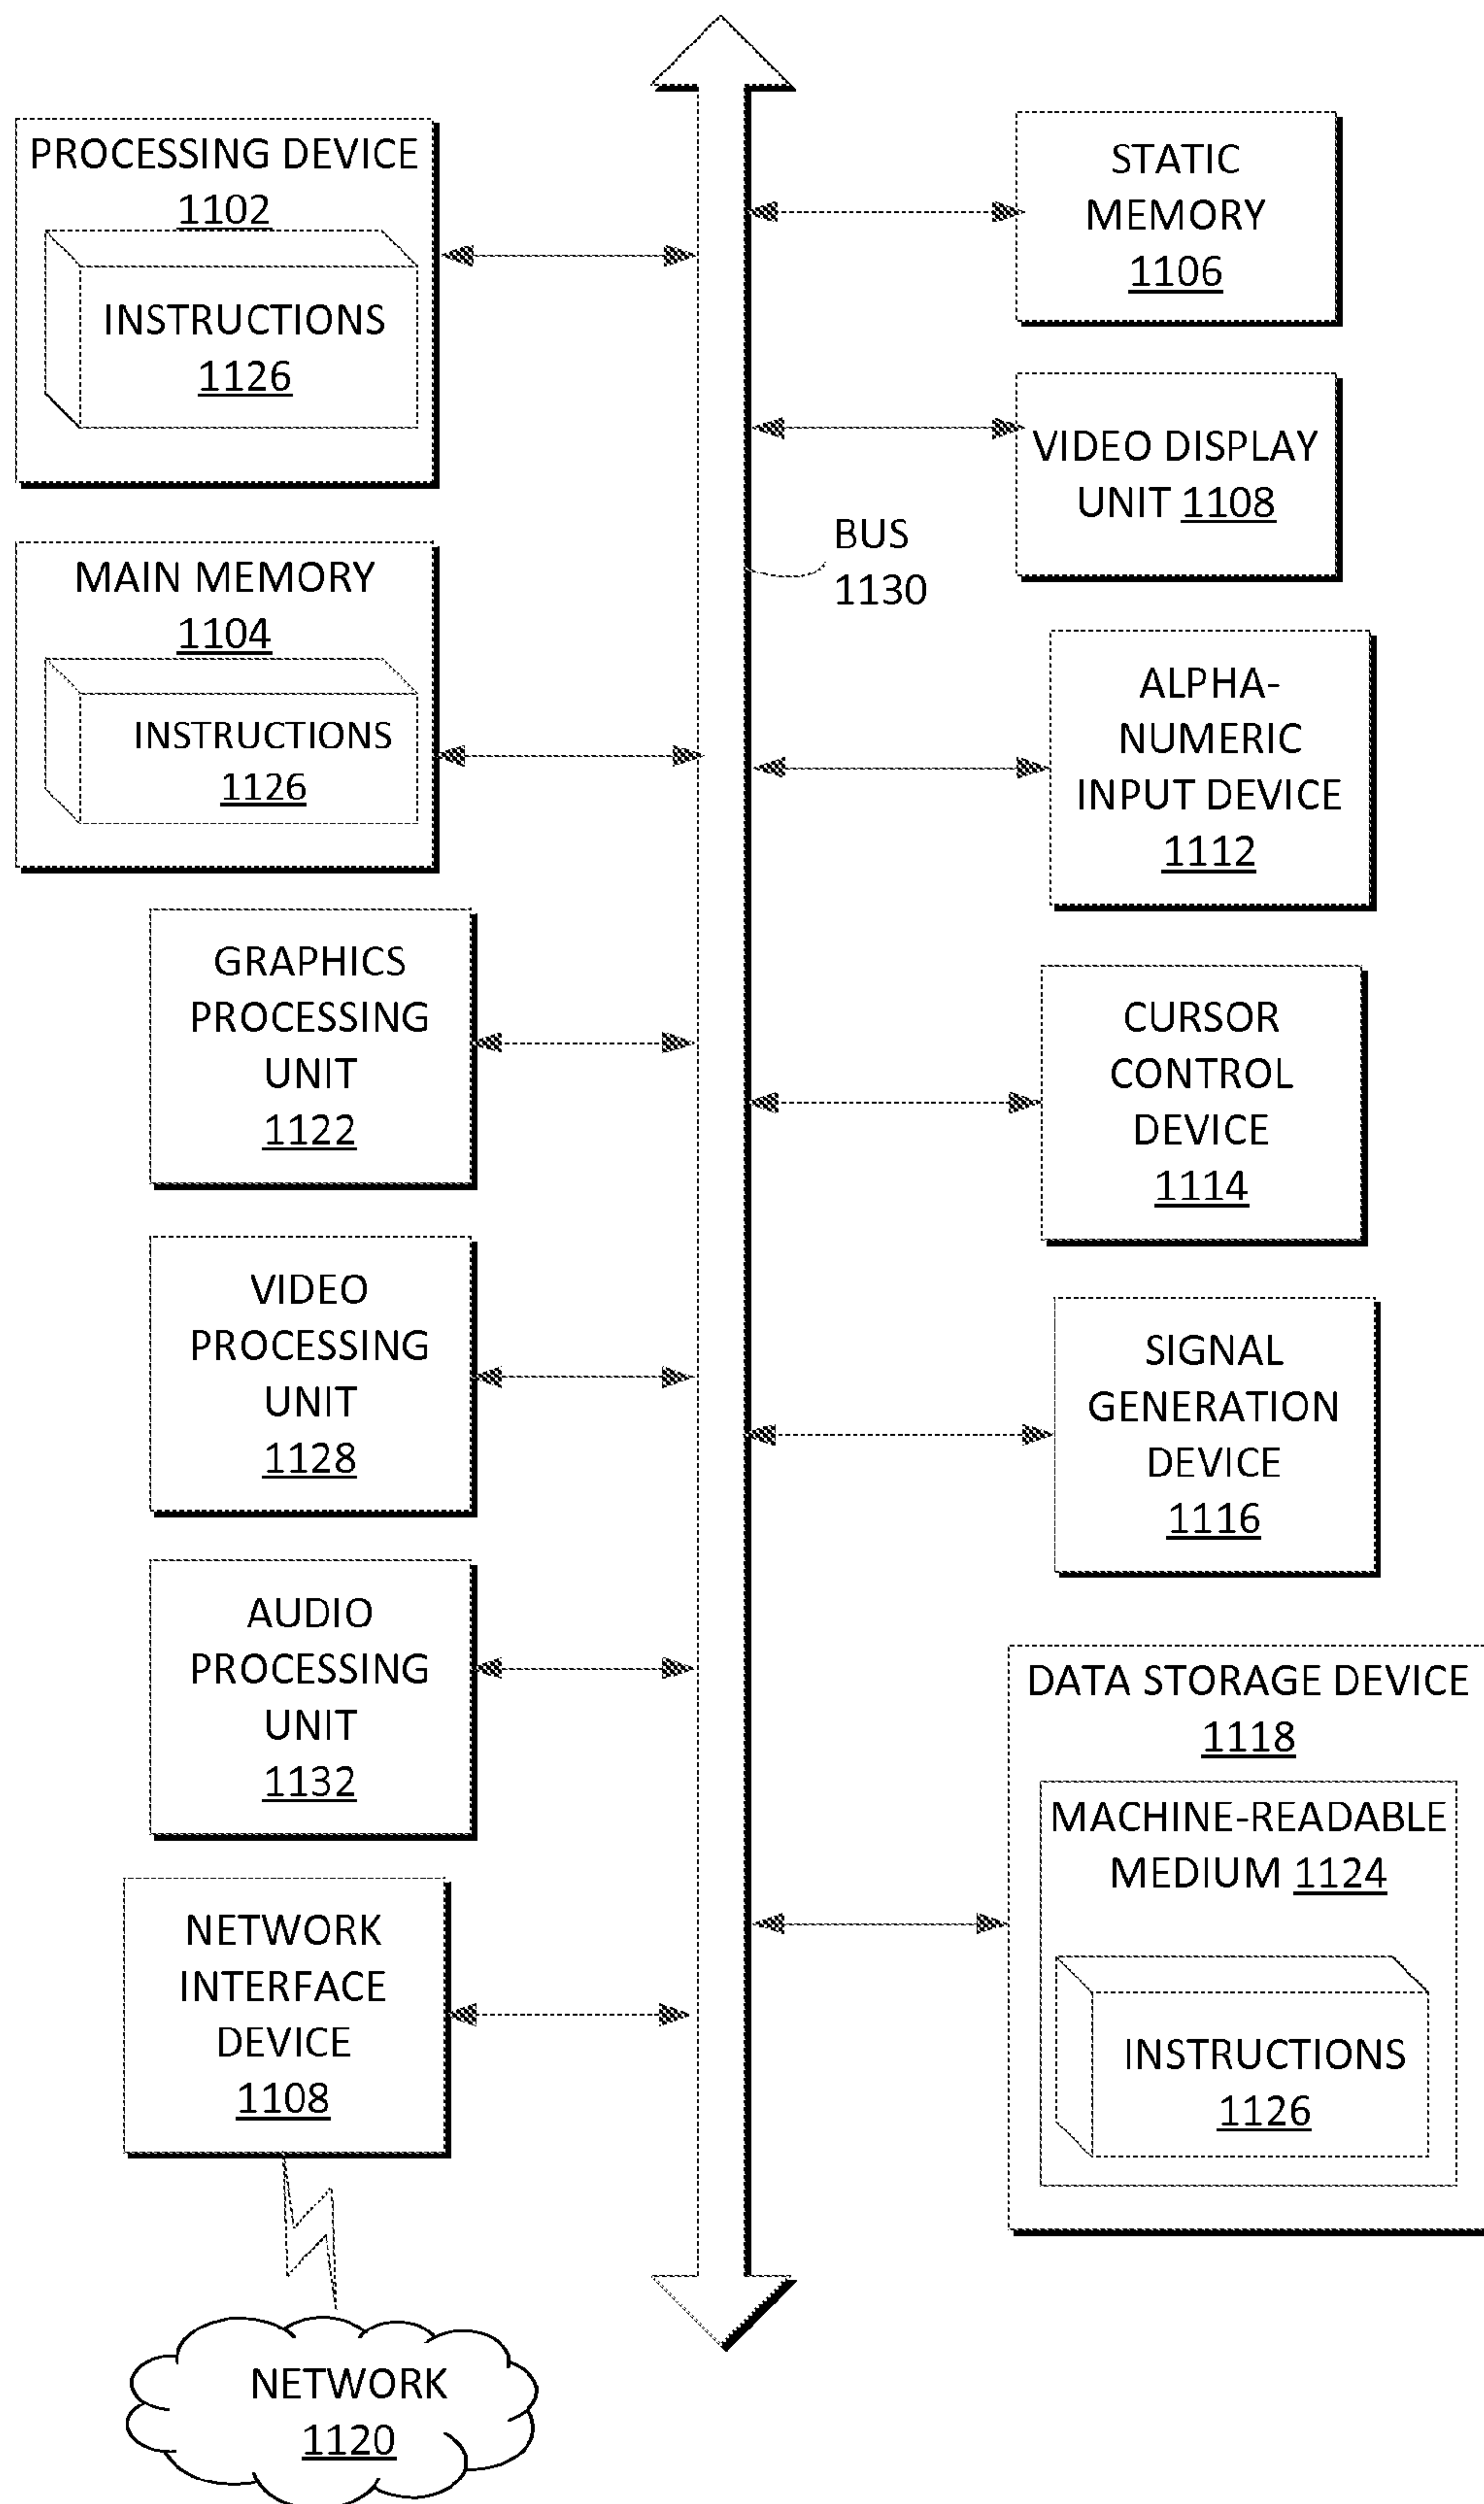 PROCESSING DEVICE
1102
INSTRUCTIONS
1126
MAIN MEMORY
1104
INSTRUCTIONS
1126
GRAPHICS
PROCESSING
UNIT
1122
VIDEO
PROCESSING
UNIT
1128
AUDIO
PROCESSING
UNIT
1132
NETWORK
INTERFACE
DEVICE
1108
NETWORK
1120
BUS
1130
STATIC
MEMORY
1106
VIDEO DISPLAY
UNIT 1108
ALPHA-
NUMERIC
INPUT DEVICE
1112
CURSOR
CONTROL
DEVICE
1114
SIGNAL
GENERATION
DEVICE
1116
DATA STORAGE DEVICE
1118
MACHINE-READABLE
MEDIUM 1124
INSTRUCTIONS
1126